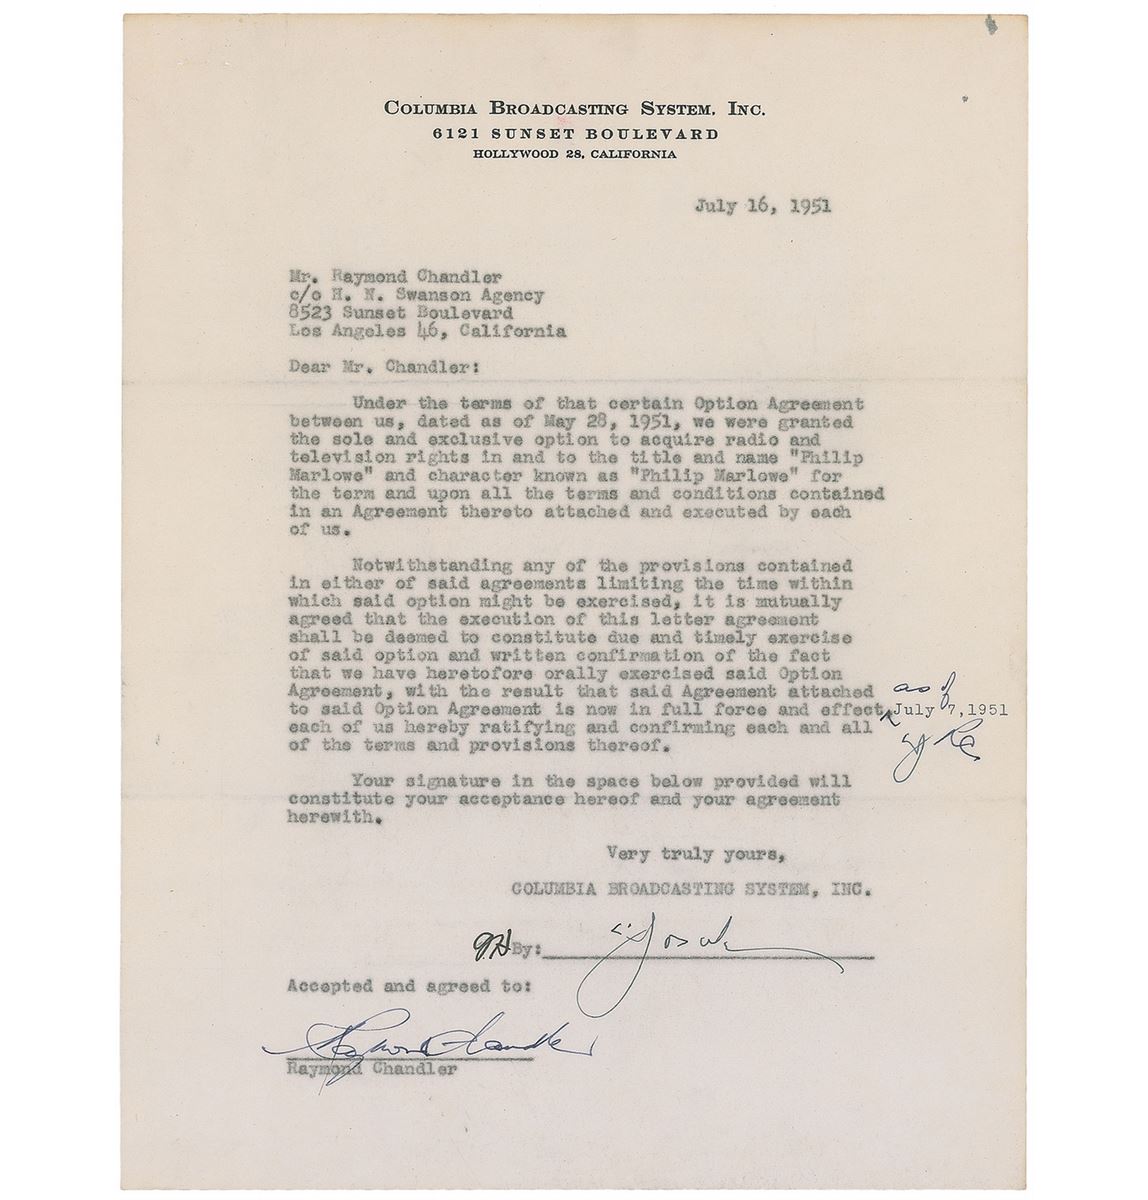 COLUMBIA BROADCASTING SYSTEM, INC.
6121 SUNSET BOULEVARD
HOLLYWOOD 28, CALIFORNIA
July 16, 1951
Mr. Raymond Chandler
c/o H. N. Swanson Agency
8523 Sunset Boulevard
Los Angeles 46, California
Dear Mr. Chandler:
Under the terms of that certain Option Agreement
between us, dated as of May 28, 1951, we were granted
the sole and exclusive option to acquire radio and
television rights in and to the title and name "Philip
Marlowe" and character known as "Philip Marlowe" for
the term and upon all the terms and conditions contained
in an Agreement thereto attached and executed by each
of us.
Notwithstanding any of the provisions contained
in either of said agreements limiting the time within
which said option might be exercised, it is mutually
agreed that the execution of this letter agreement
shall be deemed to constitute due and timely exercise
of said option and written confirmation of the fact
that we have heretofore orally exercised said Option
Agreement, with the result that said Agreement attached
as of
to said Option Agreement is now in full force and effect, July 7, 1951
each of us hereby ratifying and confirming each and all
of the terms and provisions thereof.
Your signature in the space below provided will
constitute your acceptance hereof and your agreement
herewith.
Very truly yours,
COLUMBIA BROADCASTING SYSTEM, INC.
By:
Accepted and agreed to:
Raymond Chandler
Raymond Chandler